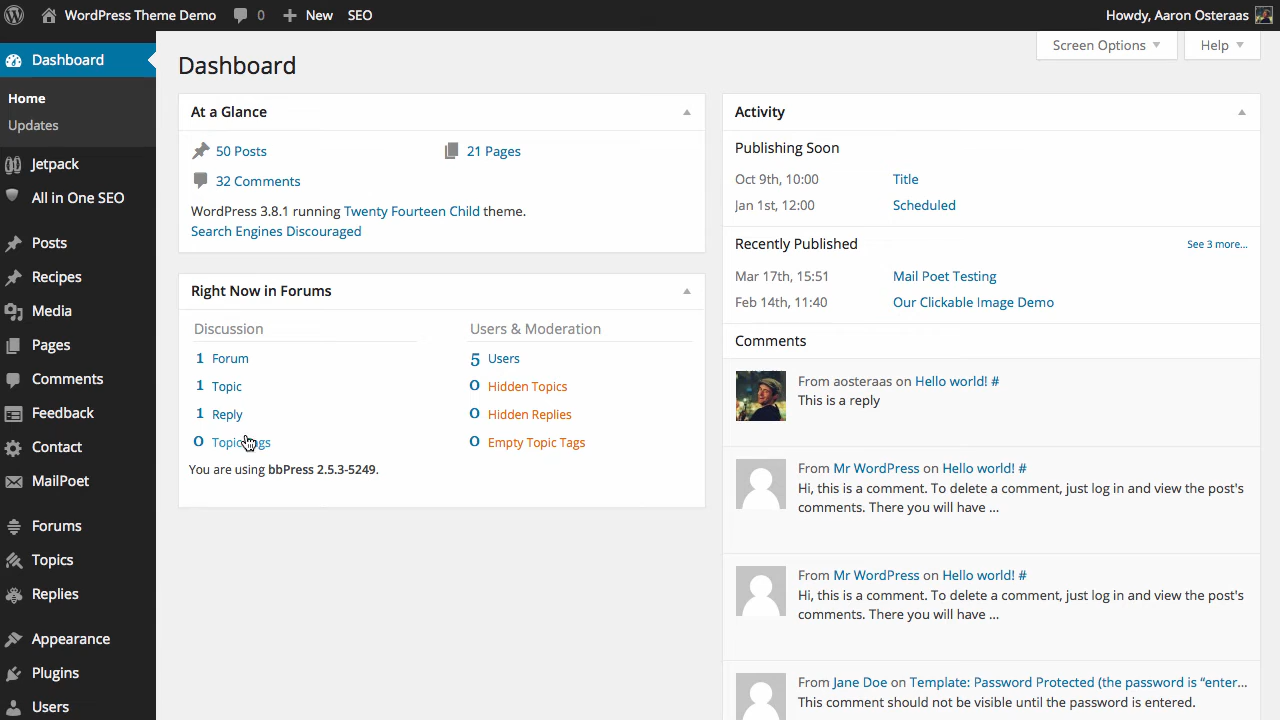 WordPress Theme Demo 0 New SEO Howdy, Aaron Osteraas
Dashboard
Home
Updates
Jetpack
All in One SEO
Posts
Recipes
Media
Pages
Comments
Feedback
Contact
MailPoet
Forums
Topics
Replies
Appearance
Plugins
Users
Screen Options Help
Dashboard
At a Glance
50 Posts 21 Pages
32 Comments
WordPress 3.8.1 running Twenty Fourteen Child theme.
Search Engines Discouraged
Right Now in Forums
Discussion Users & Moderation
1 Forum 5 Users
1 Topic 0 Hidden Topics
1 Reply 0 Hidden Replies
0 Topic Tags 0 Empty Topic Tags
You are using bbPress 2.5.3-5249.
Activity
Publishing Soon
Oct 9th, 10:00 Title
Jan 1st, 12:00 Scheduled
Recently Published See 3 more...
Mar 17th, 15:51 Mail Poet Testing
Feb 14th, 11:40 Our Clickable Image Demo
Comments
From aosteraas on Hello world! #
This is a reply
From Mr WordPress on Hello world! #
Hi, this is a comment. To delete a comment, just log in and view the post's
comments. There you will have ...
From Mr WordPress on Hello world! #
Hi, this is a comment. To delete a comment, just log in and view the post's
comments. There you will have ...
From Jane Doe on Template: Password Protected (the password is “enter...
This comment should not be visible until the password is entered.